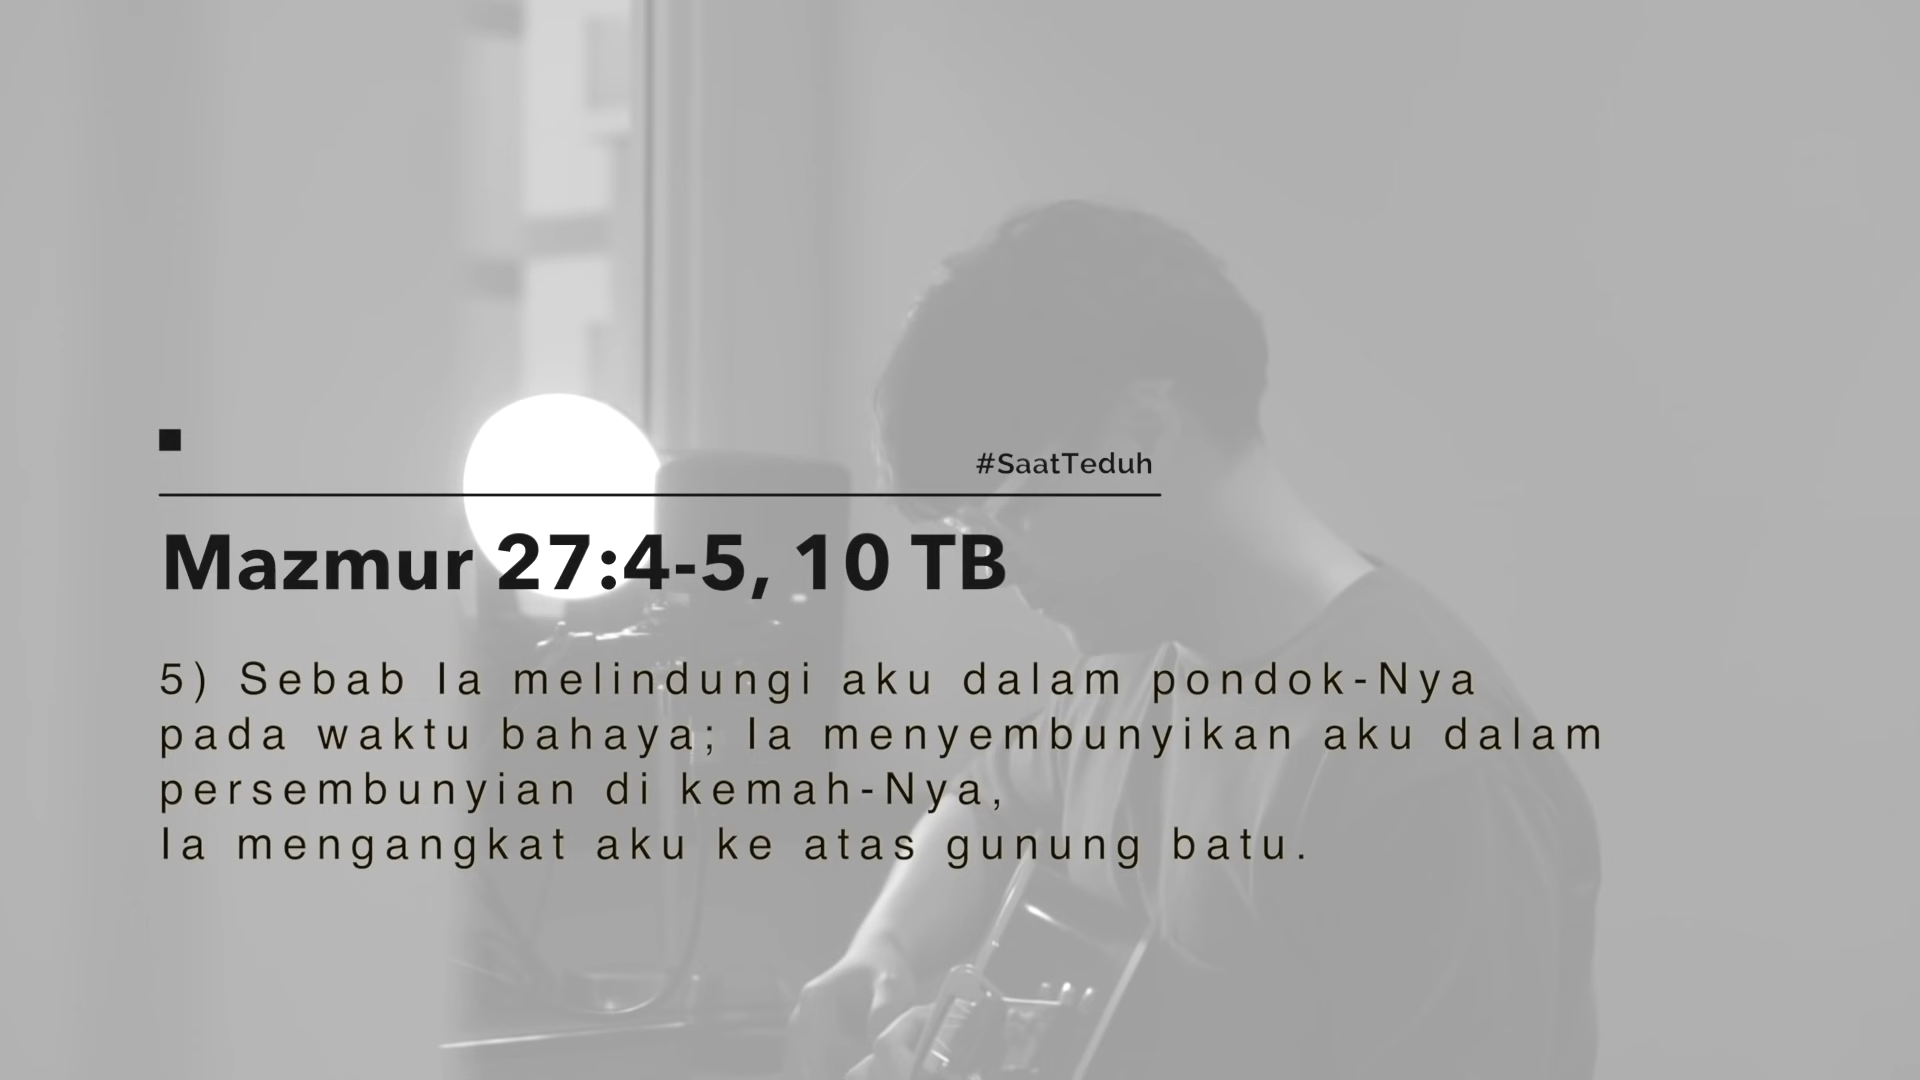 #SaatTeduh
Mazmur 27:4-5, 10 TB
5) Sebab Ia melindungi aku dalam pondok-Nya
pada waktu bahaya; Ia menyembunyikan aku dalam
persembunyian di kemah-Nya,
Ia mengangkat aku ke atas gunung batu.